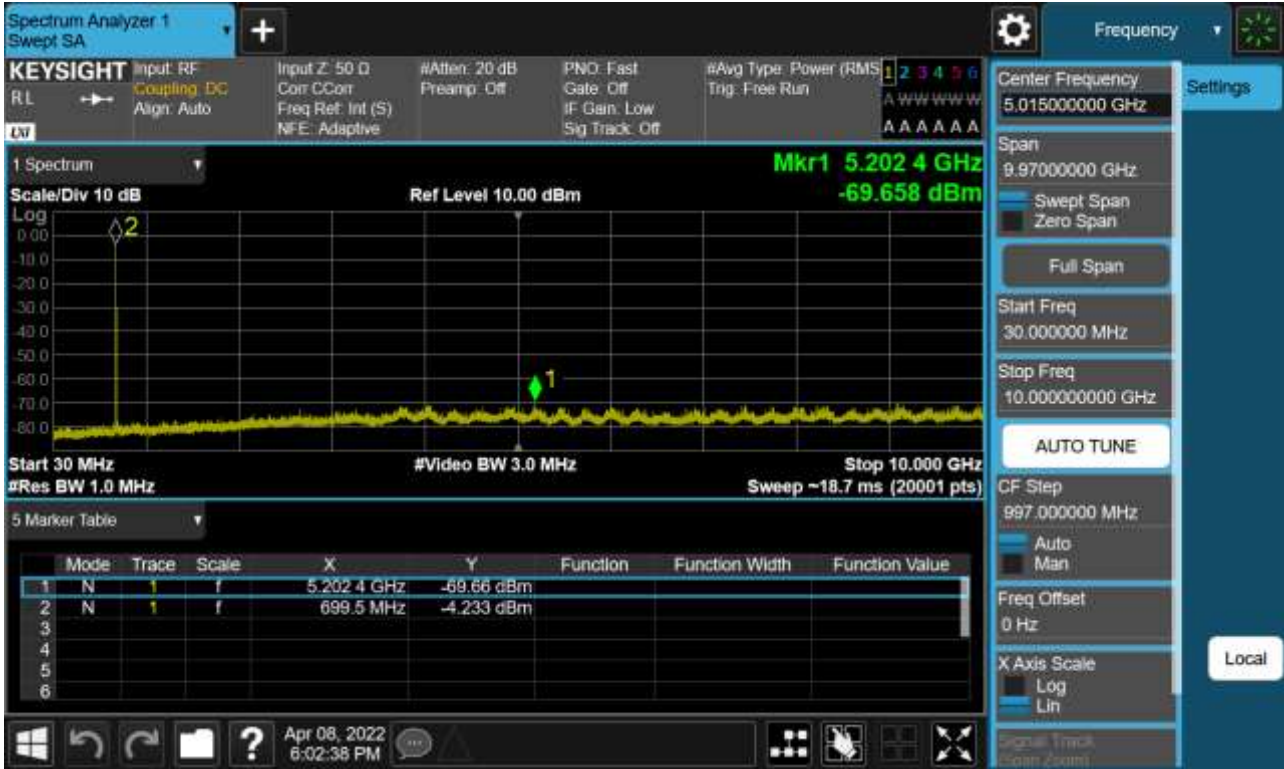 Spectrum Analyzer 1
Swept SA
+
Frequency
KEYSIGHT
RL
LXI
Input: RF
Coupling: DC
Align: Auto
Input Z: 50 Ω
Corr CCorr
Freq Ref: Int (S)
NFE: Adaptive
#Atten: 20 dB
Preamp: Off
PNO: Fast
Gate: Off
IF Gain: Low
Sig Track: Off
#Avg Type: Power (RMS
Trig: Free Run
1 2 3 4 5 6
A W W W W W
A A A A A A
1 Spectrum
Scale/Div 10 dB
Ref Level 10.00 dBm
Mkr1 5.202 4 GHz
-69.658 dBm
Log
0.00
-10.0
-20.0
-30.0
-40.0
-50.0
-60.0
-70.0
-80.0
2
1
Start 30 MHz
#Video BW 3.0 MHz
Stop 10.000 GHz
#Res BW 1.0 MHz
Sweep ~18.7 ms (20001 pts)
5 Marker Table
Mode Trace Scale X Y Function Function Width Function Value
1 N 1 f 5.202 4 GHz -69.66 dBm
2 N 1 f 699.5 MHz -4.233 dBm
3
4
5
6
?
Apr 08, 2022
6:02:38 PM
Center Frequency
5.015000000 GHz
Span
9.97000000 GHz
Swept Span
Zero Span
Full Span
Start Freq
30.000000 MHz
Stop Freq
10.000000000 GHz
AUTO TUNE
CF Step
997.000000 MHz
Auto
Man
Freq Offset
0 Hz
X Axis Scale
Log
Lin
Signal Track
(Span Zoom)
Settings
Local